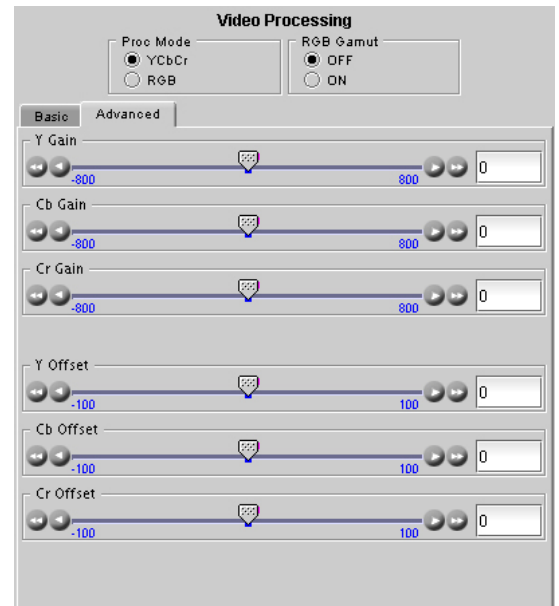 Video Processing
Proc Mode
YCbCr
RGB
RGB Gamut
OFF
ON
Basic Advanced
Y Gain
-800 800 0
Cb Gain
-800 800 0
Cr Gain
-800 800 0
Y Offset
-100 100 0
Cb Offset
-100 100 0
Cr Offset
-100 100 0